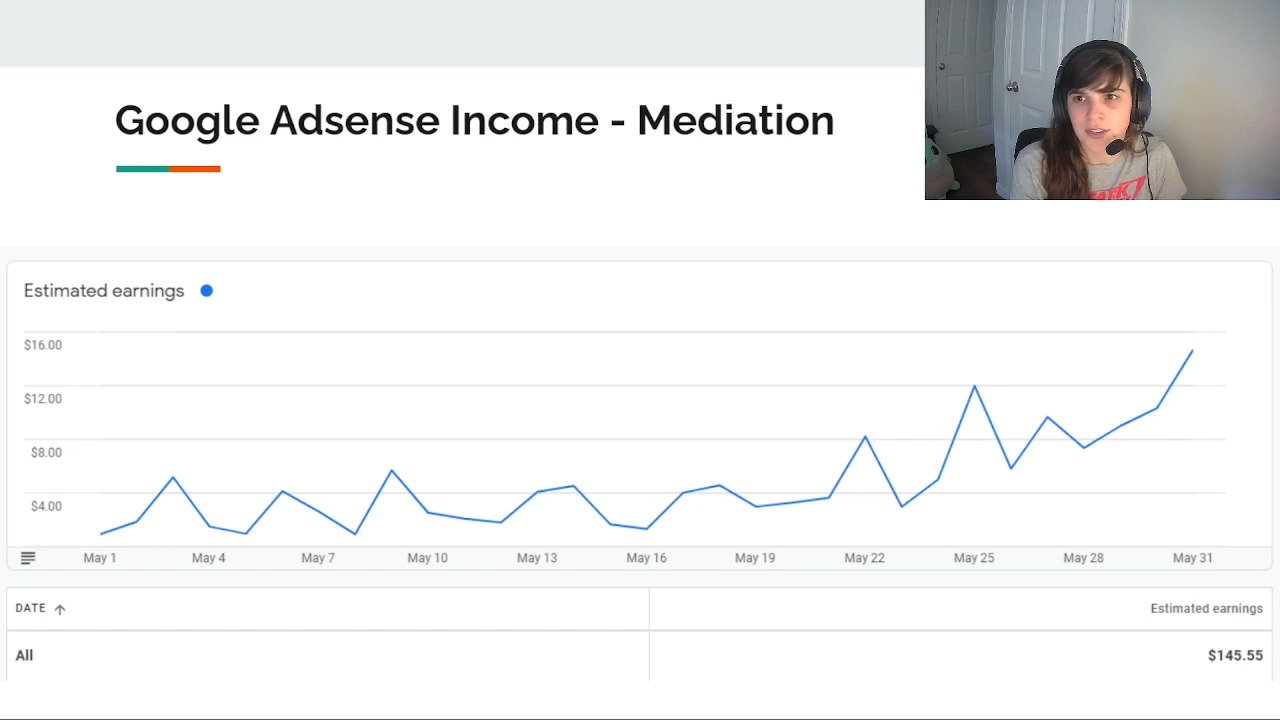 Google Adsense Income - Mediation
Estimated earnings
$16.00
$12.00
$8.00
$4.00
May 1 May 4 May 7 May 10 May 13 May 16 May 19 May 22 May 25 May 28 May 31
DATE Estimated earnings
All $145.55